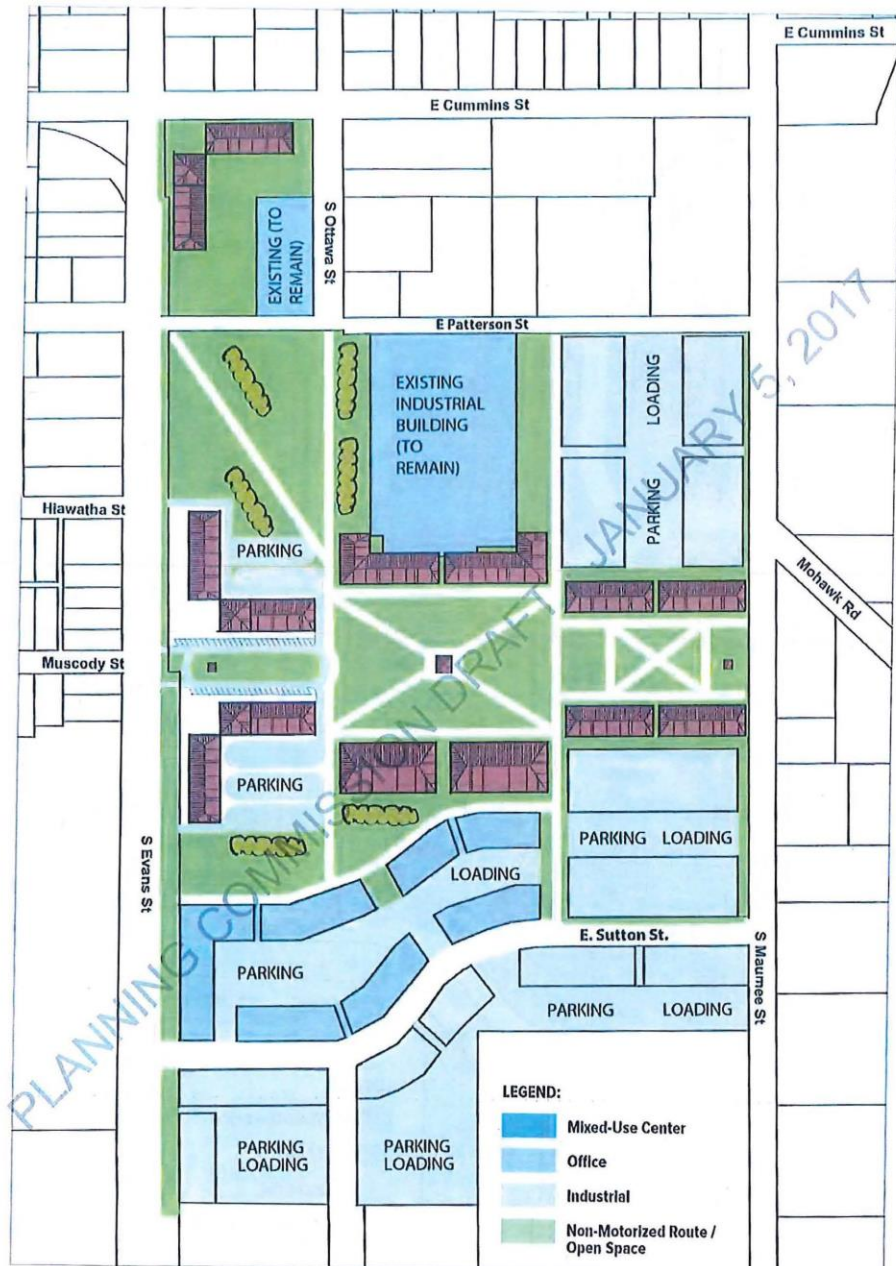 E Cummins St
E Cummins St
S Ottawa St
EXISTING (TO
REMAIN)
E Patterson St
EXISTING
INDUSTRIAL
BUILDING
(TO
REMAIN)
LOADING
PARKING
Hiawatha St
PARKING
Mohawk Rd
Muscody St
PARKING
S Evans St
LOADING
PARKING LOADING
E. Sutton St.
S Maumee St
PARKING
PARKING LOADING
PARKING
LOADING
PARKING
LOADING
LEGEND:
Mixed-Use Center
Office
Industrial
Non-Motorized Route /
Open Space
PLANNING COMMISSION DRAFT JANUARY 5, 2017